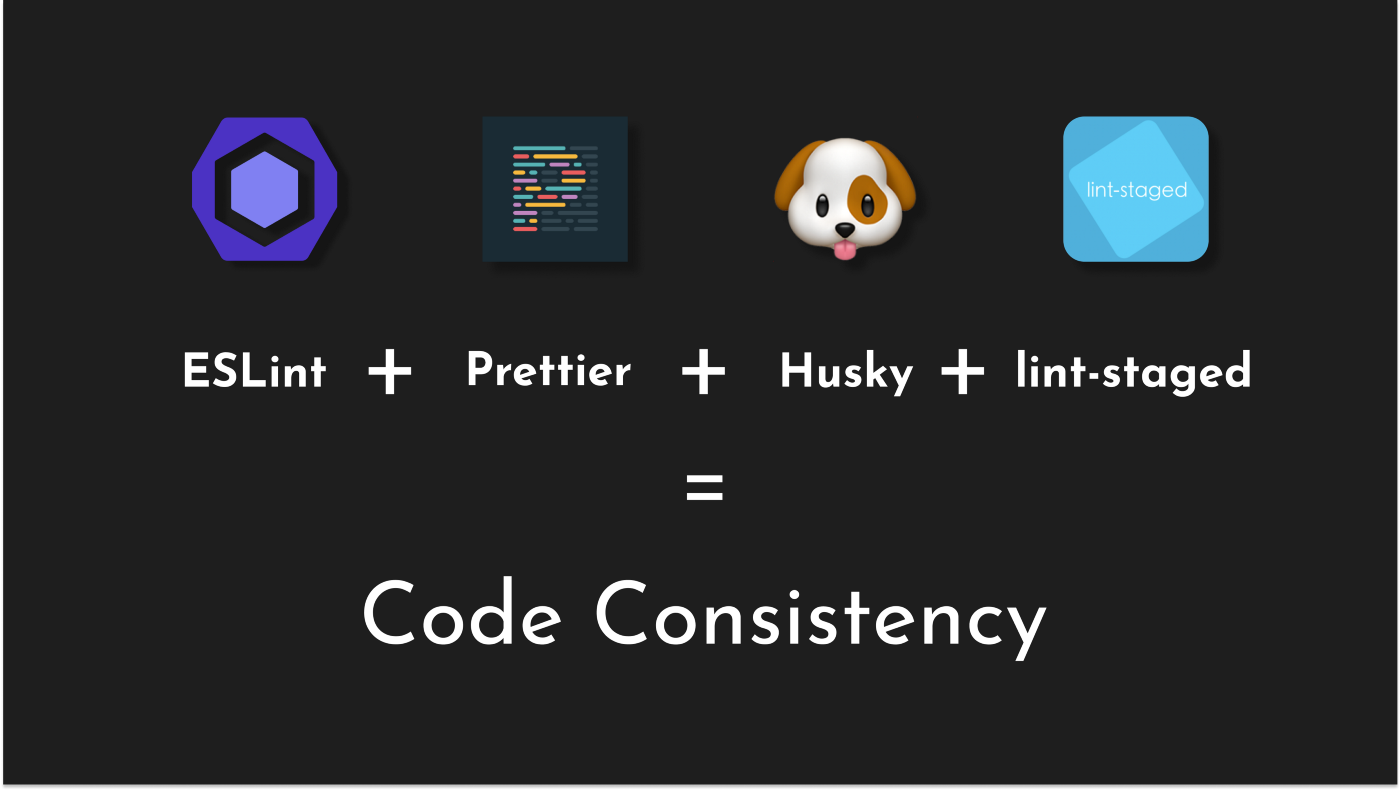 lint-staged
ESLint + Prettier + Husky + lint-staged
=
Code Consistency